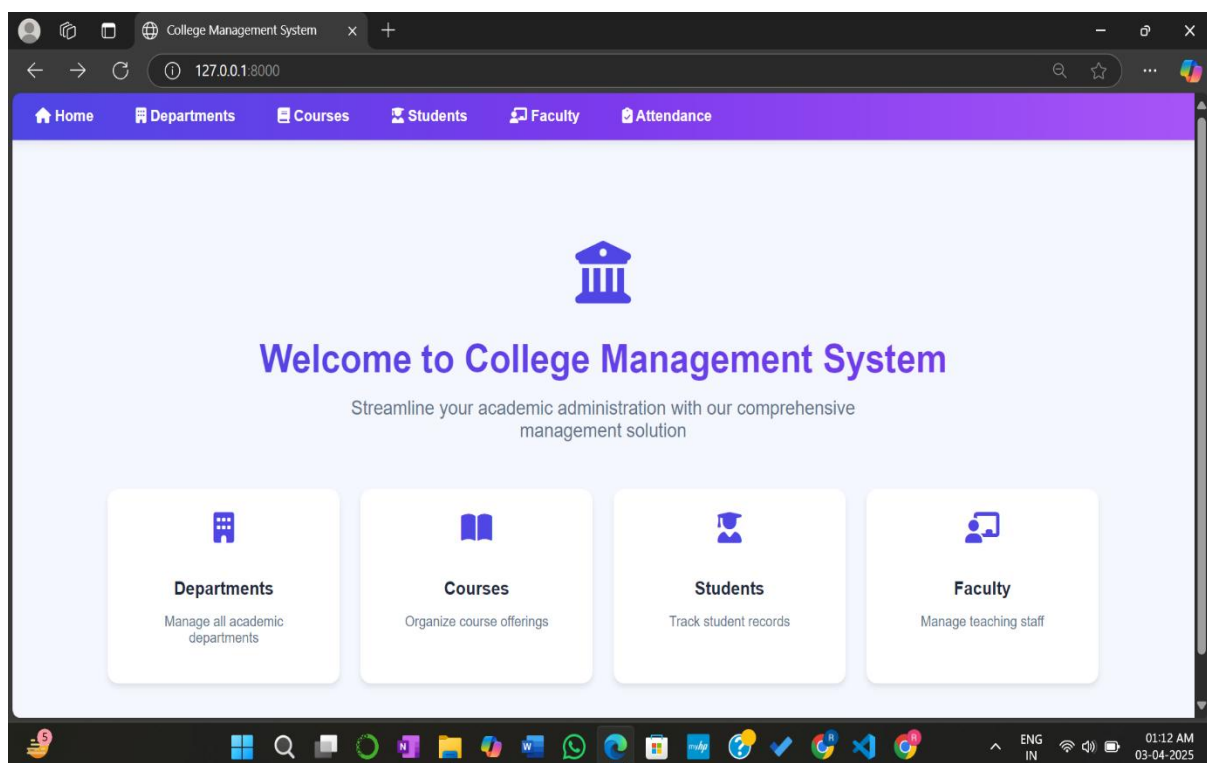 College Management System
127.0.0.1:8000
Home Departments Courses Students Faculty Attendance
Welcome to College Management System
Streamline your academic administration with our comprehensive
management solution
Departments
Manage all academic
departments
Courses
Organize course offerings
Students
Track student records
Faculty
Manage teaching staff
5
N
W
myhp
?
R
R
ENG
IN
01:12 AM
03-04-2025